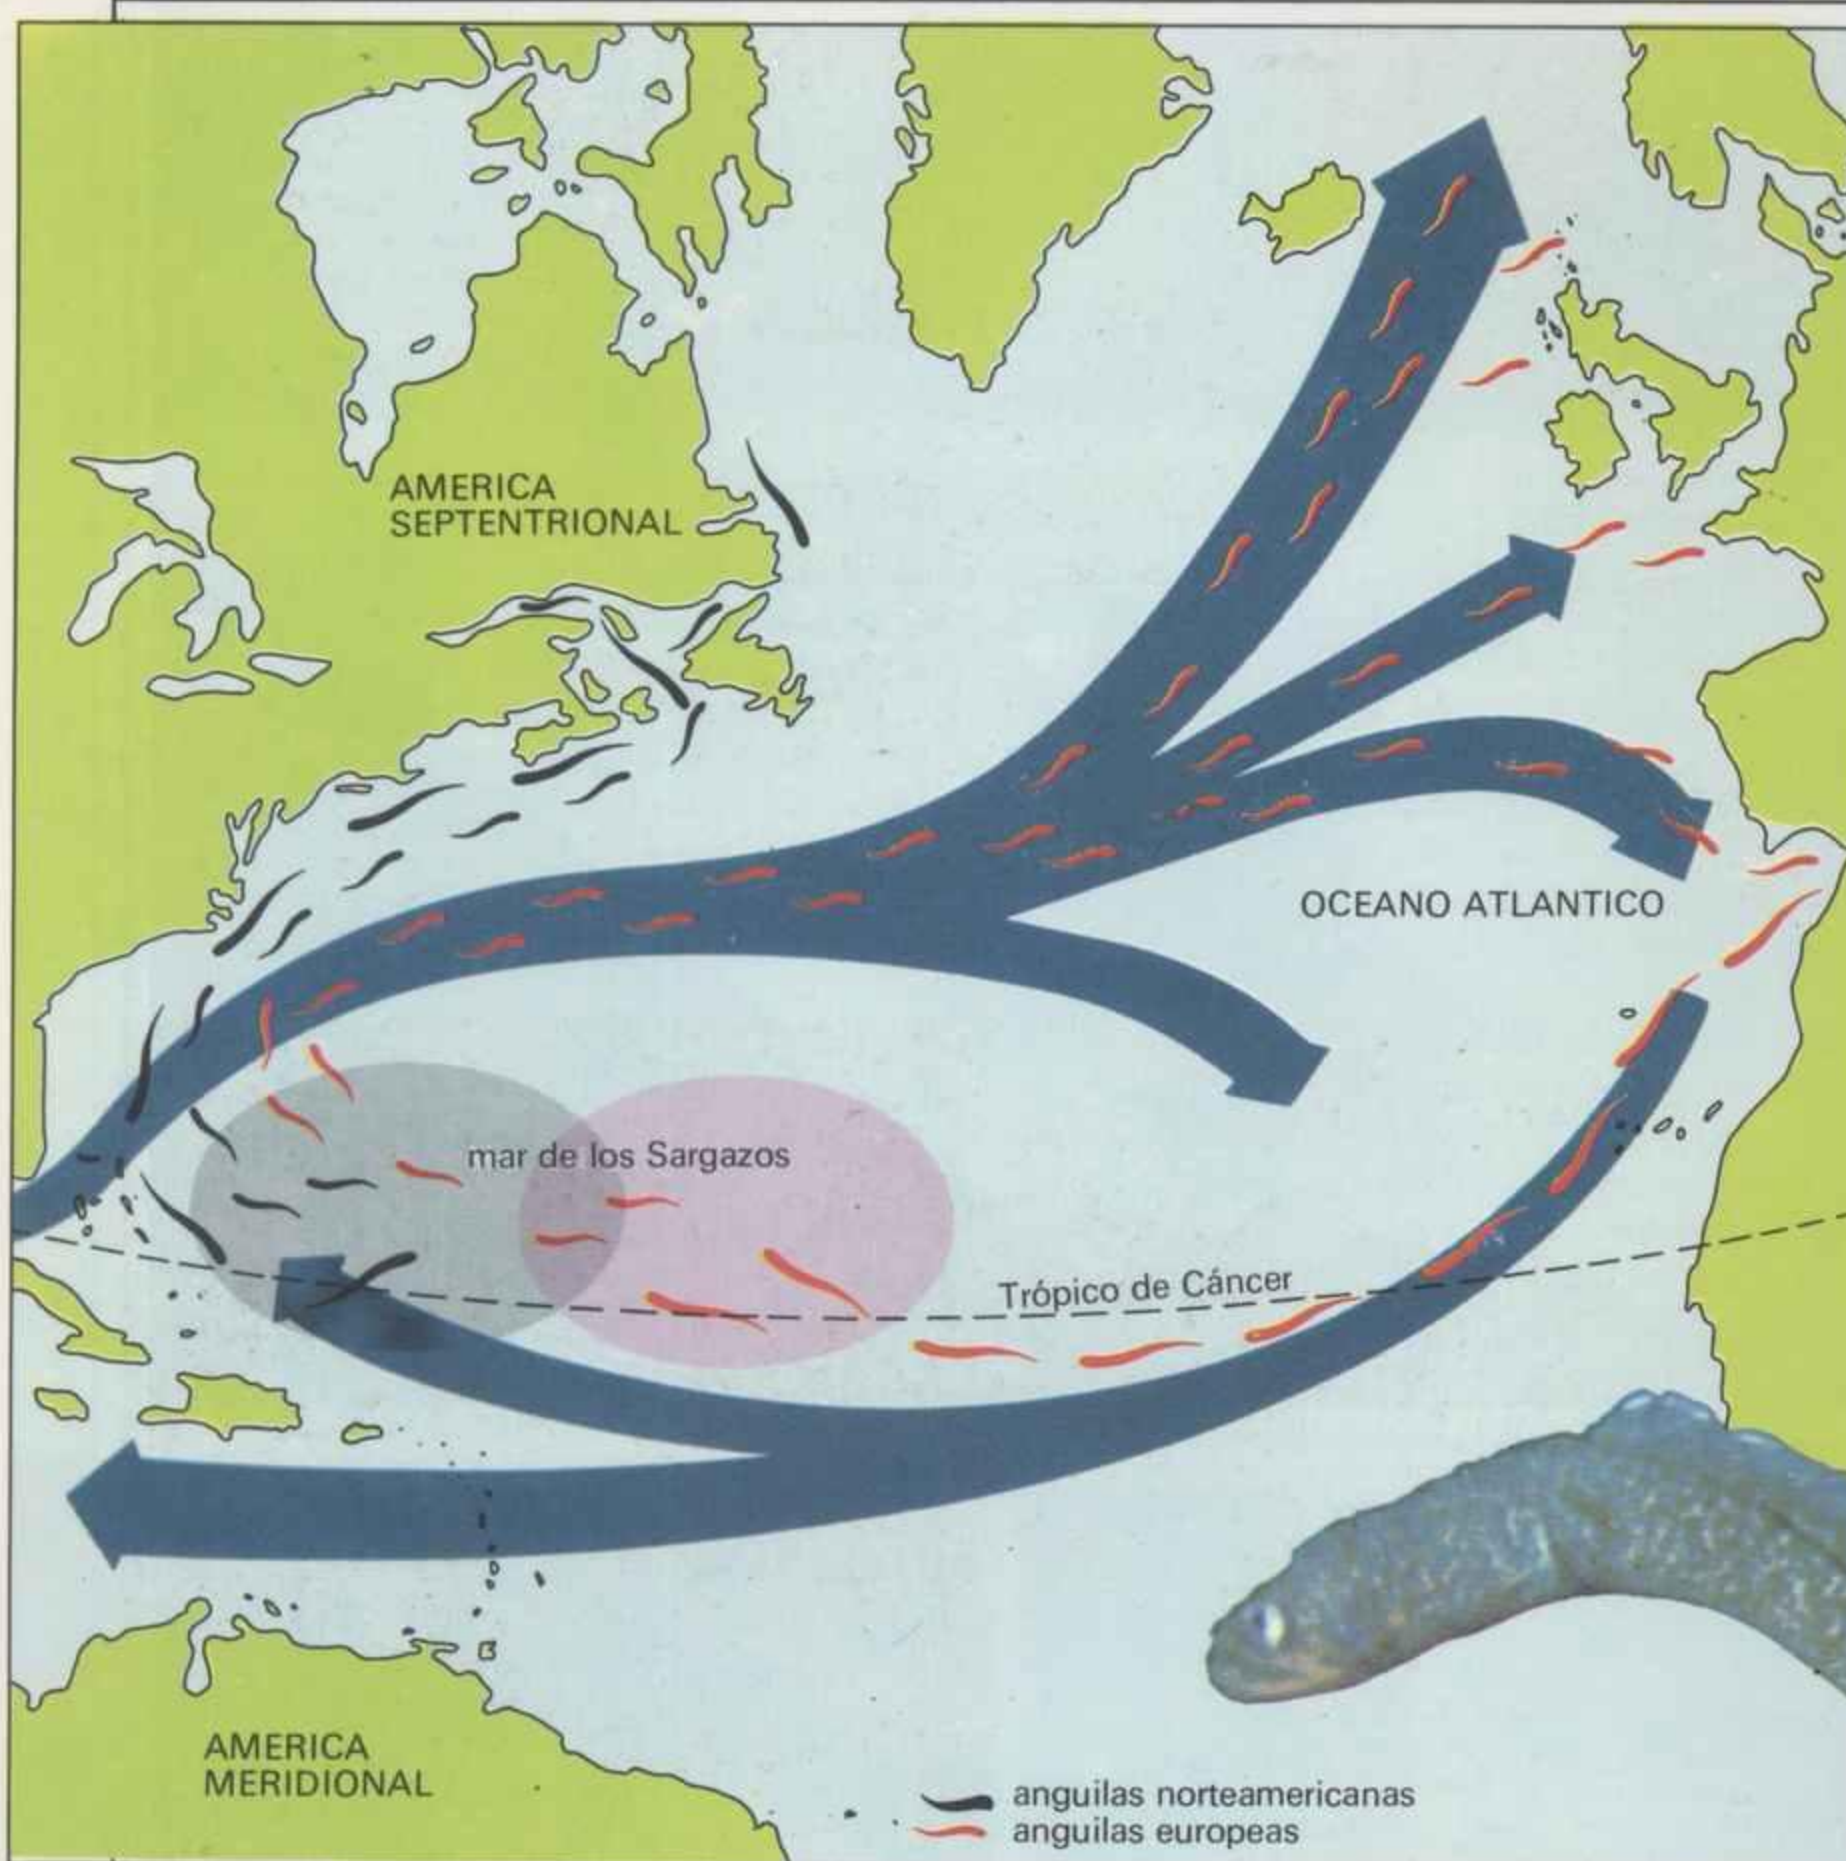 AMERICA
SEPTENTRIONAL
OCEANO ATLANTICO
mar de los Sargazos
Trópico de Cáncer
AMERICA
MERIDIONAL
anguilas norteamericanas
anguilas europeas